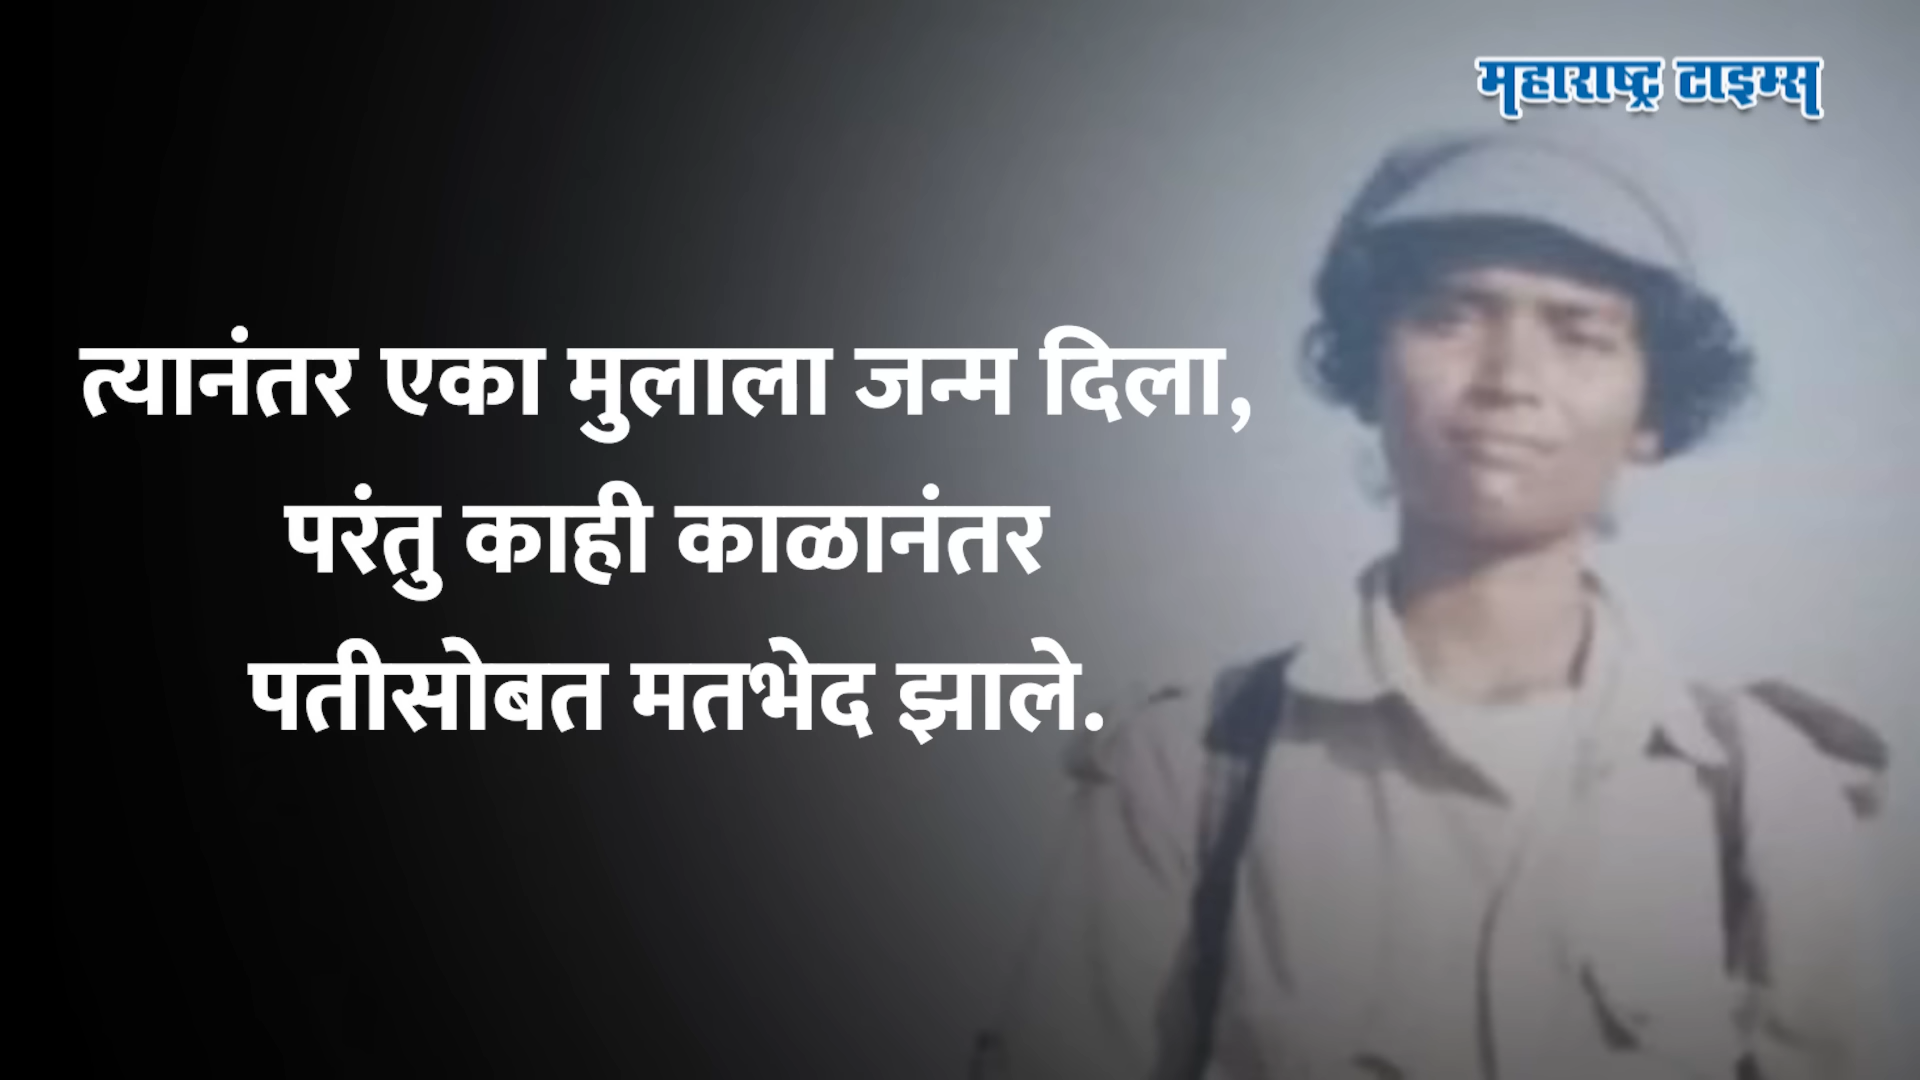 महाराष्ट्र टाइम्स
त्यानंतर एका मुलाला जन्म दिला,
परंतु काही काळानंतर
पतीसोबत मतभेद झाले.